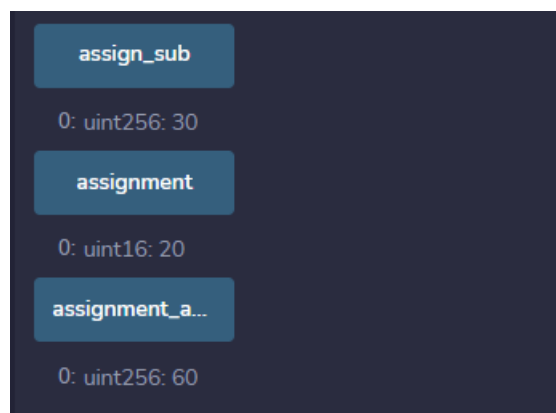 assign_sub
0: uint256: 30
assignment
0: uint16: 20
assignment_a...
0: uint256: 60